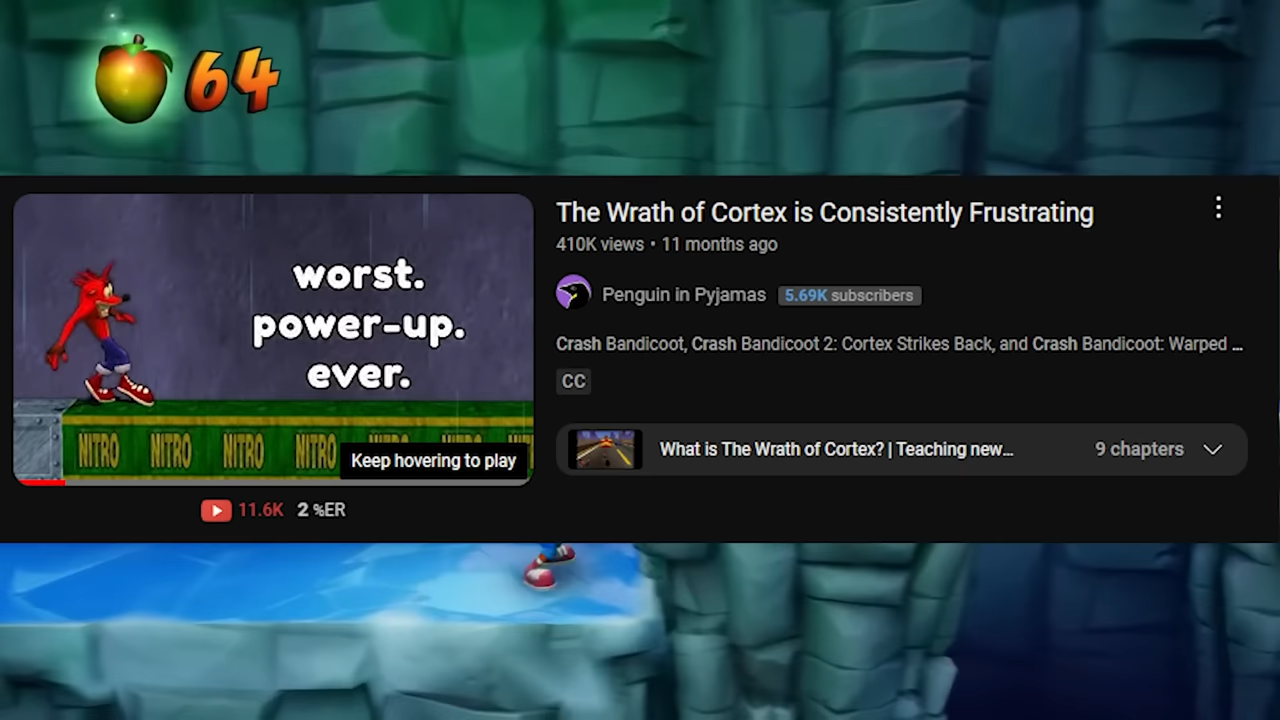 64
worst.
power-up.
ever.
NITRO NITRO NITRO NITRO
Keep hovering to play
11.6K 2 %ER
The Wrath of Cortex is Consistently Frustrating
410K views • 11 months ago
Penguin in Pyjamas 5.69K subscribers
Crash Bandicoot, Crash Bandicoot 2: Cortex Strikes Back, and Crash Bandicoot: Warped ...
CC
What is The Wrath of Cortex? | Teaching new... 9 chapters